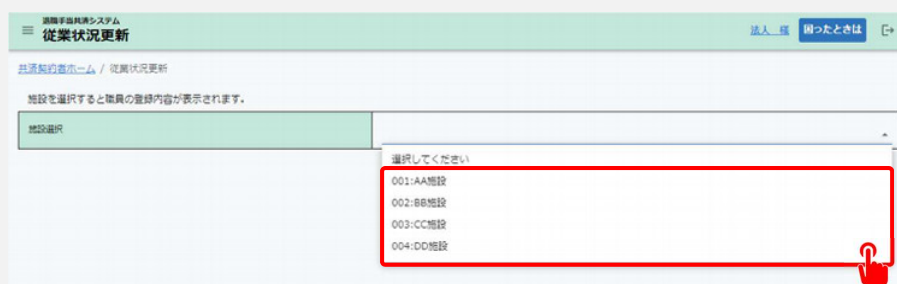 退職手当共済システム
従業状況更新
法人 様
困ったときは
共済契約者ホーム / 従業状況更新
施設を選択すると職員の登録内容が表示されます。
施設選択
選択してください
001:AA施設
002:BB施設
003:CC施設
004:DD施設